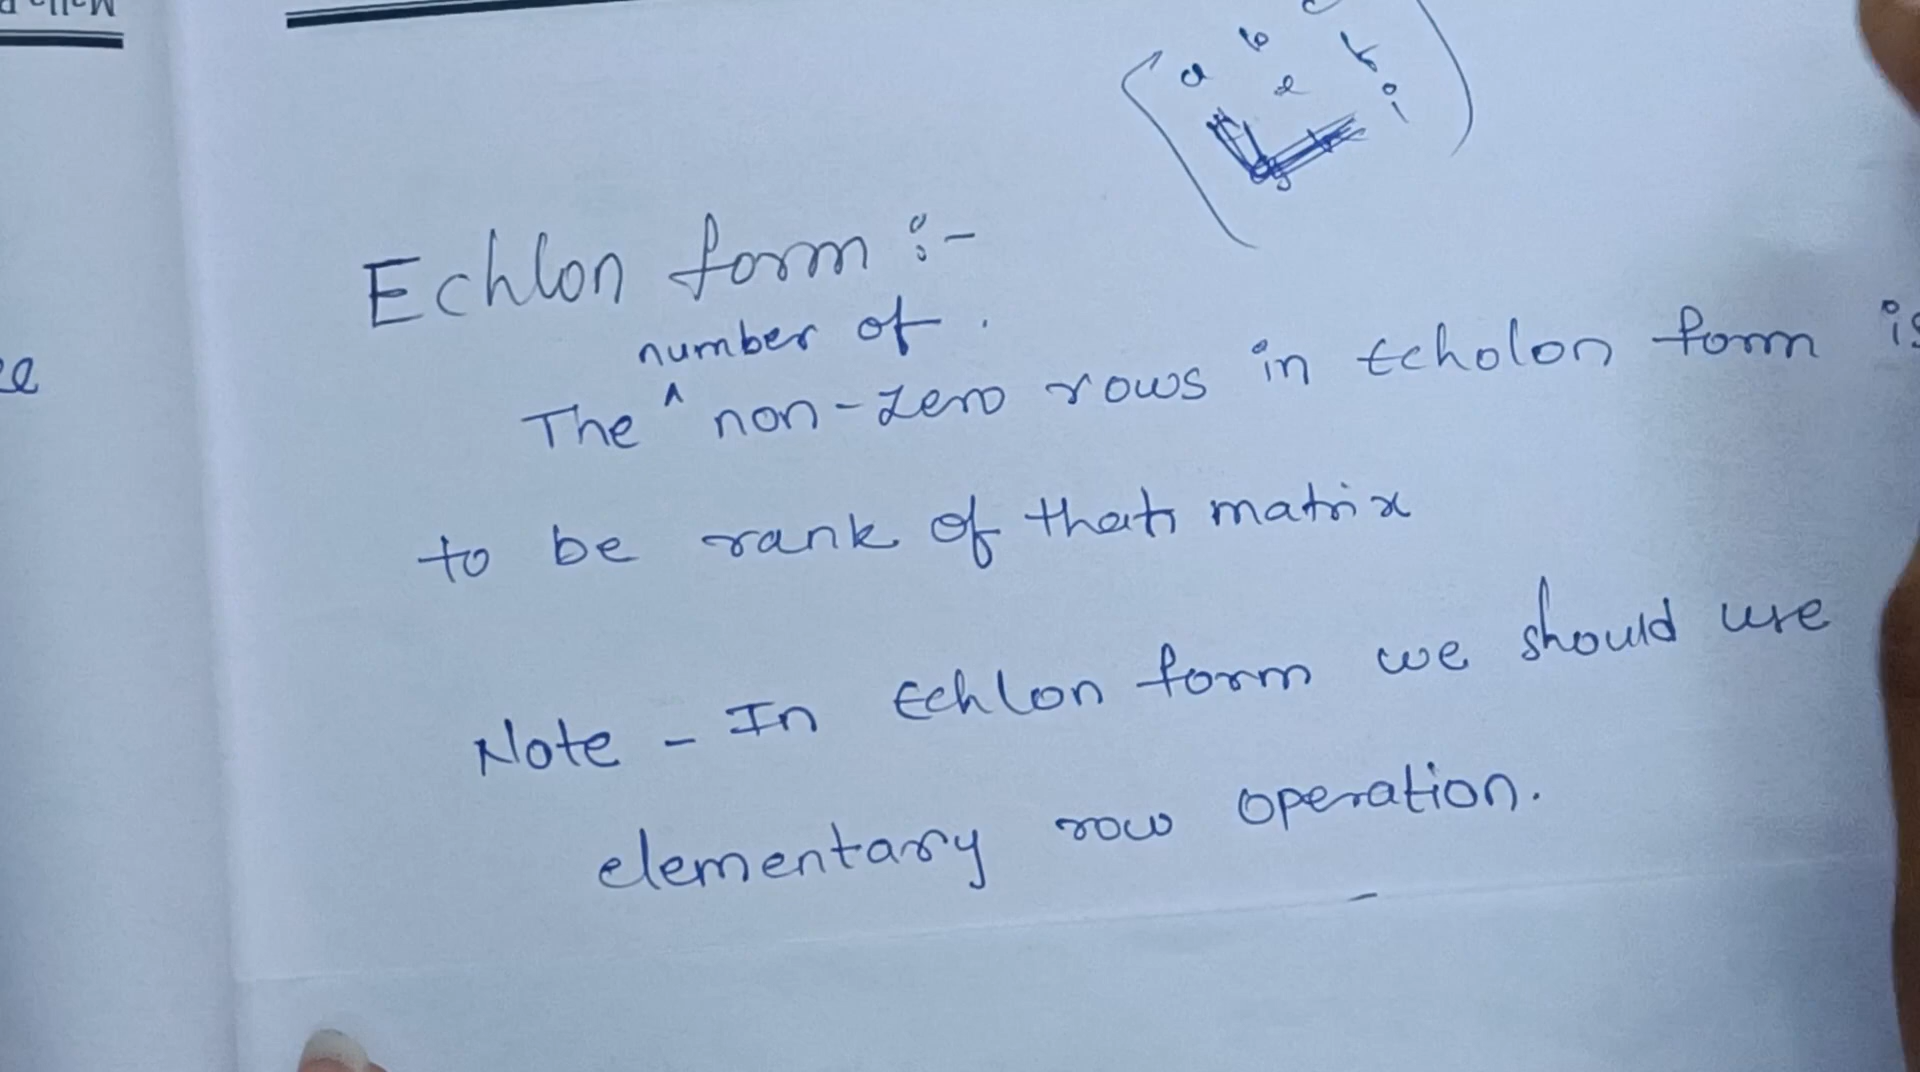 a b c
e f
i
Echlon form :-
number of
The ^ non-zero rows in Echolon form is
to be rank of that matrix
Note - In Echlon form we should use
elementary row operation.